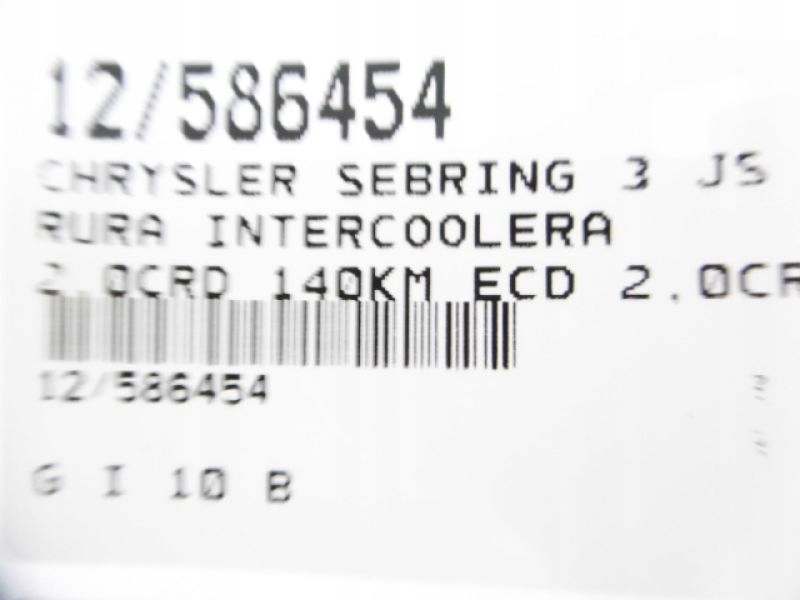 12/586454
CHRYSLER SEBRING 3 JS
RURA INTERCOOLERA
2.0CRD 140KM ECD 2.0CR
12/586454
G I 10 B